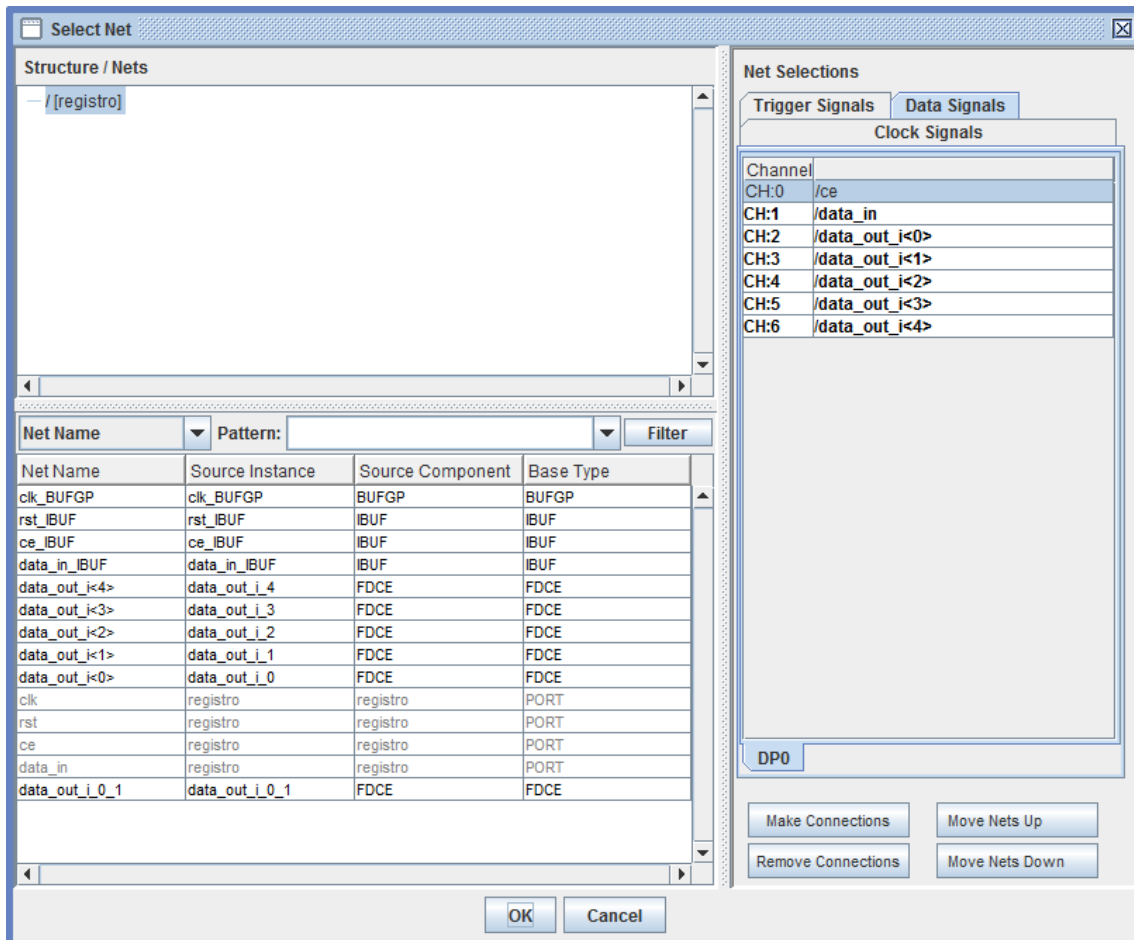 Select Net
Structure / Nets
/ [registro]
Net Name Pattern: Filter
Net Name Source Instance Source Component Base Type
clk_BUFGP clk_BUFGP BUFGP BUFGP
rst_IBUF rst_IBUF IBUF IBUF
ce_IBUF ce_IBUF IBUF IBUF
data_in_IBUF data_in_IBUF IBUF IBUF
data_out_i<4> data_out_i_4 FDCE FDCE
data_out_i<3> data_out_i_3 FDCE FDCE
data_out_i<2> data_out_i_2 FDCE FDCE
data_out_i<1> data_out_i_1 FDCE FDCE
data_out_i<0> data_out_i_0 FDCE FDCE
clk registro registro PORT
rst registro registro PORT
ce registro registro PORT
data_in registro registro PORT
data_out_i_0_1 data_out_i_0_1 FDCE FDCE
Net Selections
Trigger Signals Data Signals
Clock Signals
Channel
CH:0 /ce
CH:1 /data_in
CH:2 /data_out_i<0>
CH:3 /data_out_i<1>
CH:4 /data_out_i<2>
CH:5 /data_out_i<3>
CH:6 /data_out_i<4>
DP0
Make Connections Move Nets Up
Remove Connections Move Nets Down
OK Cancel